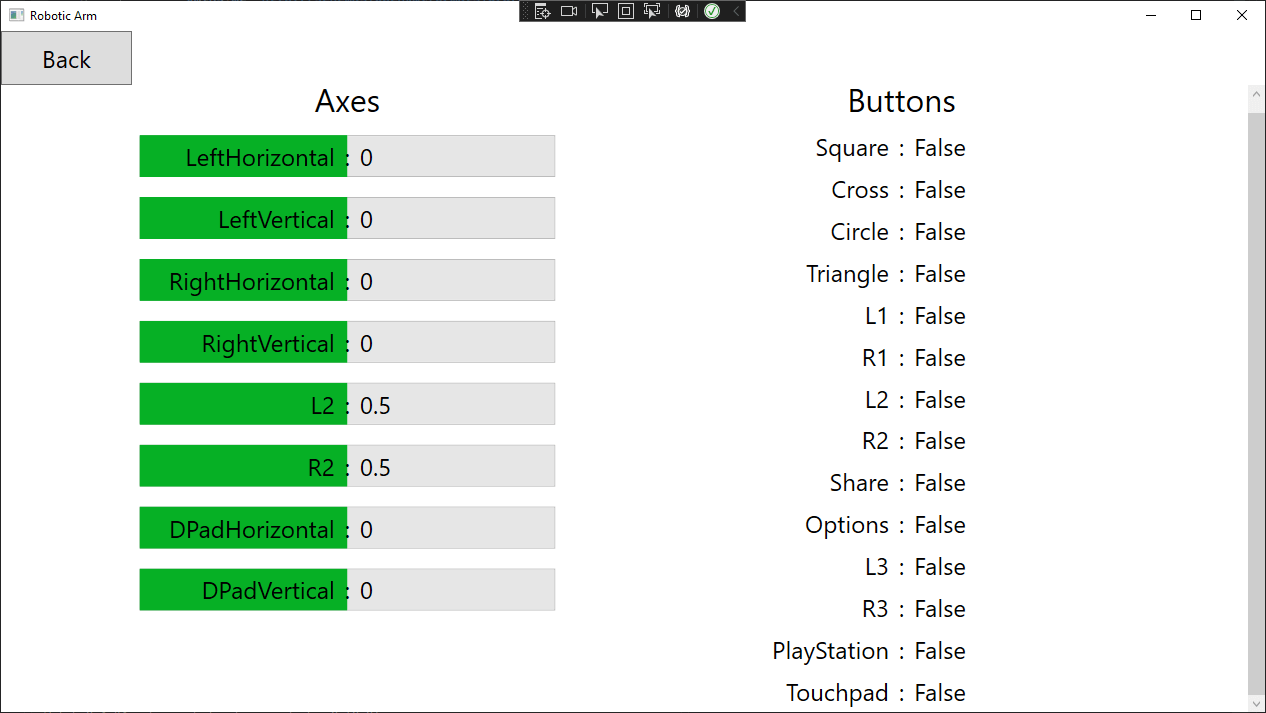 Robotic Arm
Back
Axes
LeftHorizontal : 0
LeftVertical : 0
RightHorizontal : 0
RightVertical : 0
L2 : 0.5
R2 : 0.5
DPadHorizontal : 0
DPadVertical : 0
Buttons
Square : False
Cross : False
Circle : False
Triangle : False
L1 : False
R1 : False
L2 : False
R2 : False
Share : False
Options : False
L3 : False
R3 : False
PlayStation : False
Touchpad : False